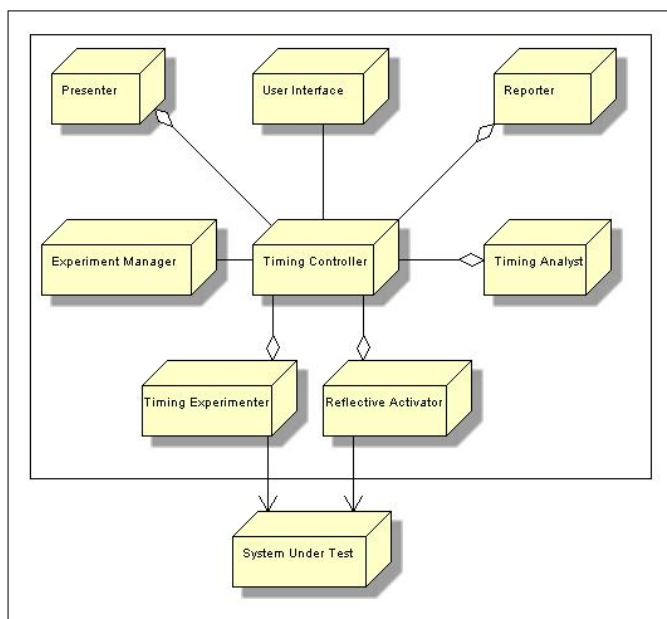 Presenter
User Interface
Reporter
Experiment Manager
Timing Controller
Timing Analyst
Timing Experimenter
Reflective Activator
System Under Test